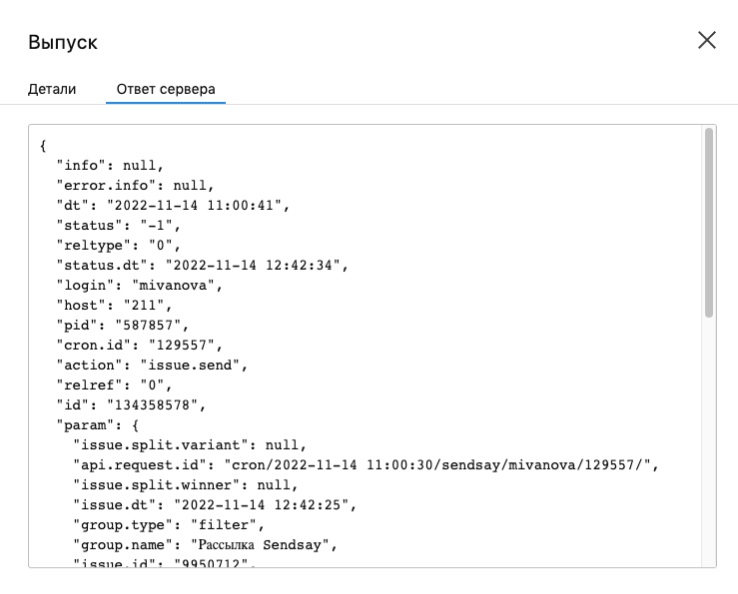 Выпуск
Детали Ответ сервера
{
"info": null,
"error.info": null,
"dt": "2022-11-14 11:00:41",
"status": "-1",
"reltype": "0",
"status.dt": "2022-11-14 12:42:34",
"login": "mivanova",
"host": "211",
"pid": "587857",
"cron.id": "129557",
"action": "issue.send",
"relref": "0",
"id": "134358578",
"param": {
"issue.split.variant": null,
"api.request.id": "cron/2022-11-14 11:00:30/sendsay/mivanova/129557/",
"issue.split.winner": null,
"issue.dt": "2022-11-14 12:42:25",
"group.type": "filter",
"group.name": "Рассылка Sendsay",
"issue.id": "9950712",